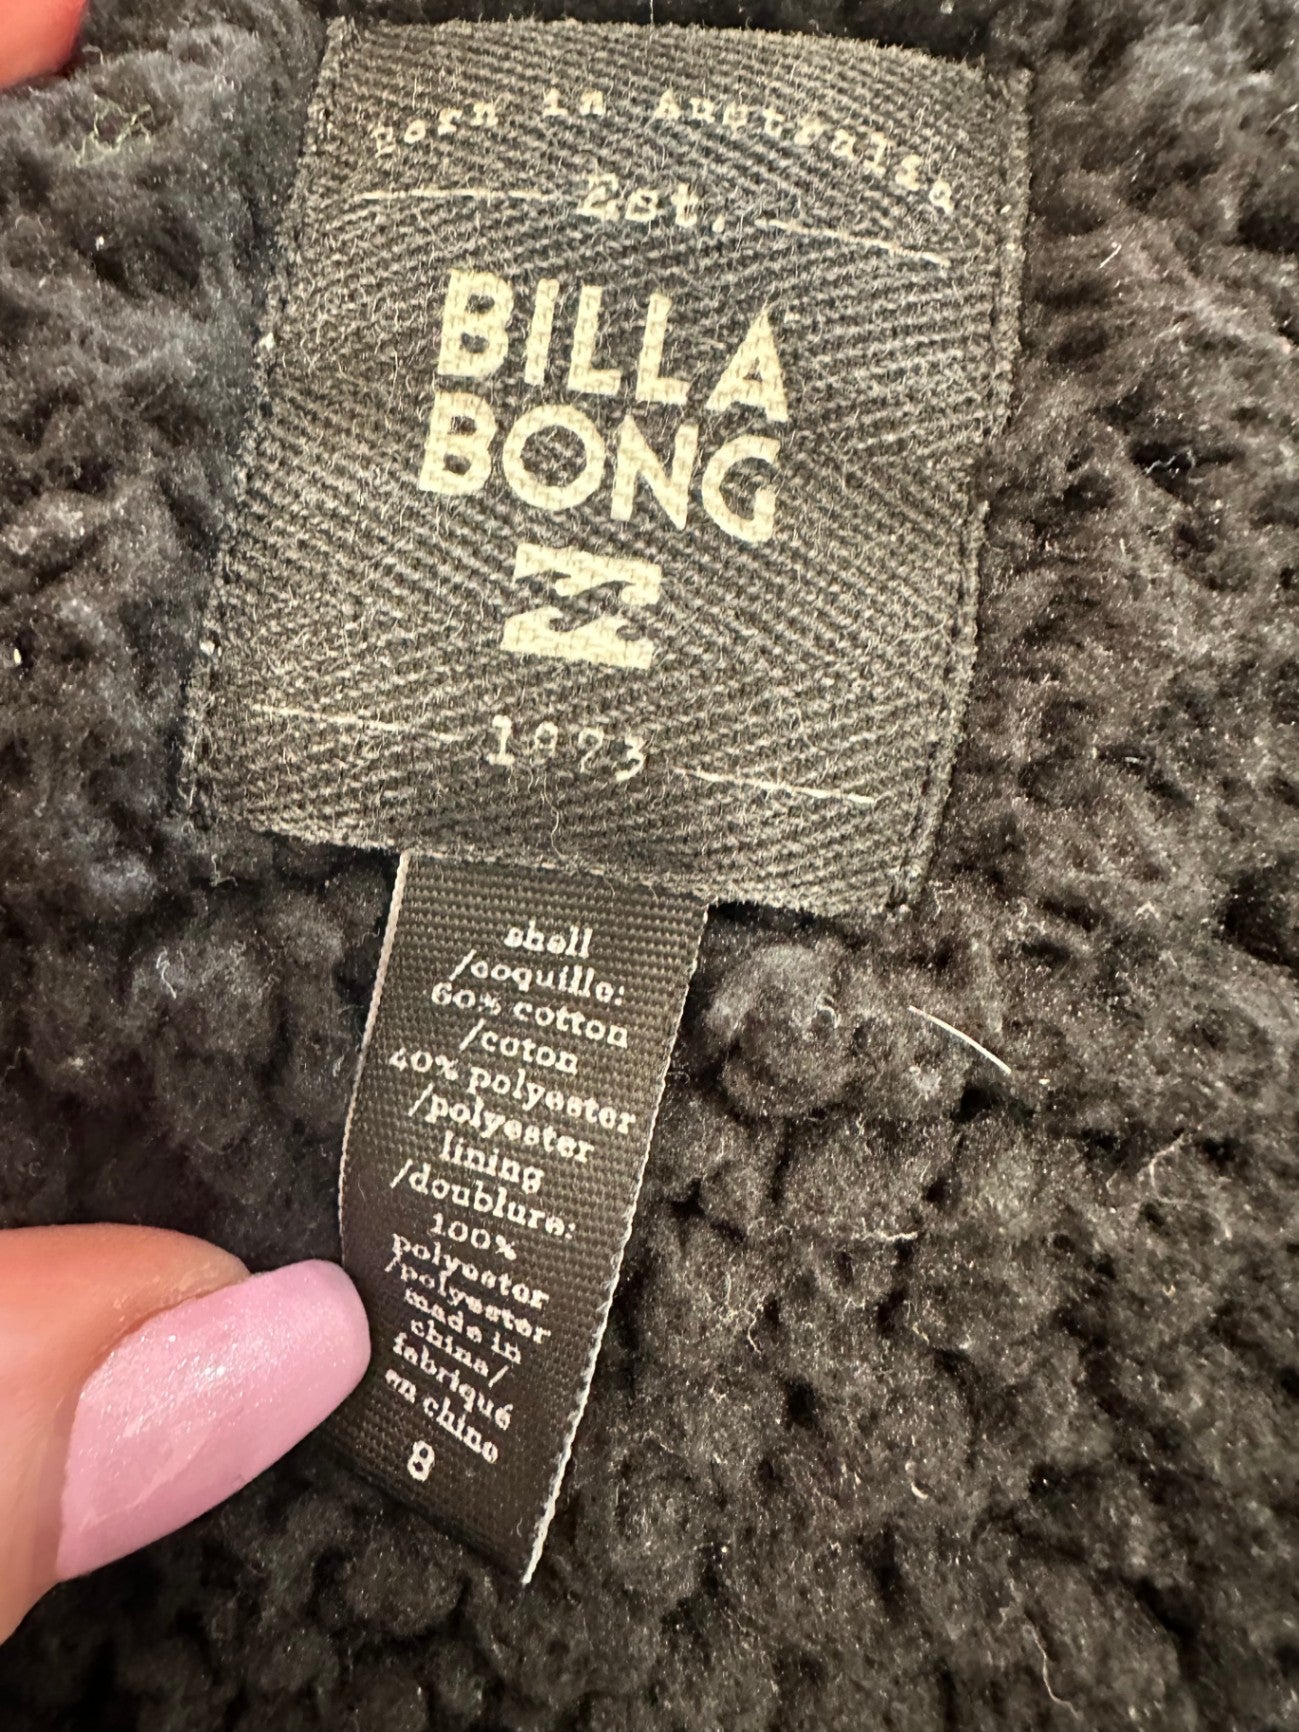 Born in Australia
Est.
BILLA
BONG
1973
shell
/coquille:
60% cotton
/coton
40% polyester
/polyester
lining
/doublure:
100%
polyester
/polyester
made in
china/
fabriqué
en chine
8